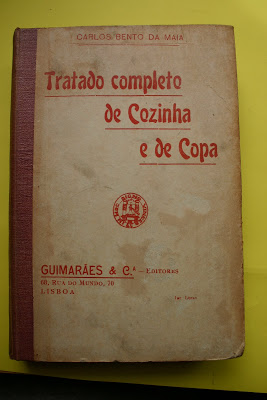 CARLOS BENTO DA MAIA
Tratado completo
de Cozinha
e de Copa
GUIMARÃES & C.ª — EDITORES
68, RUA DO MUNDO, 70
LISBOA